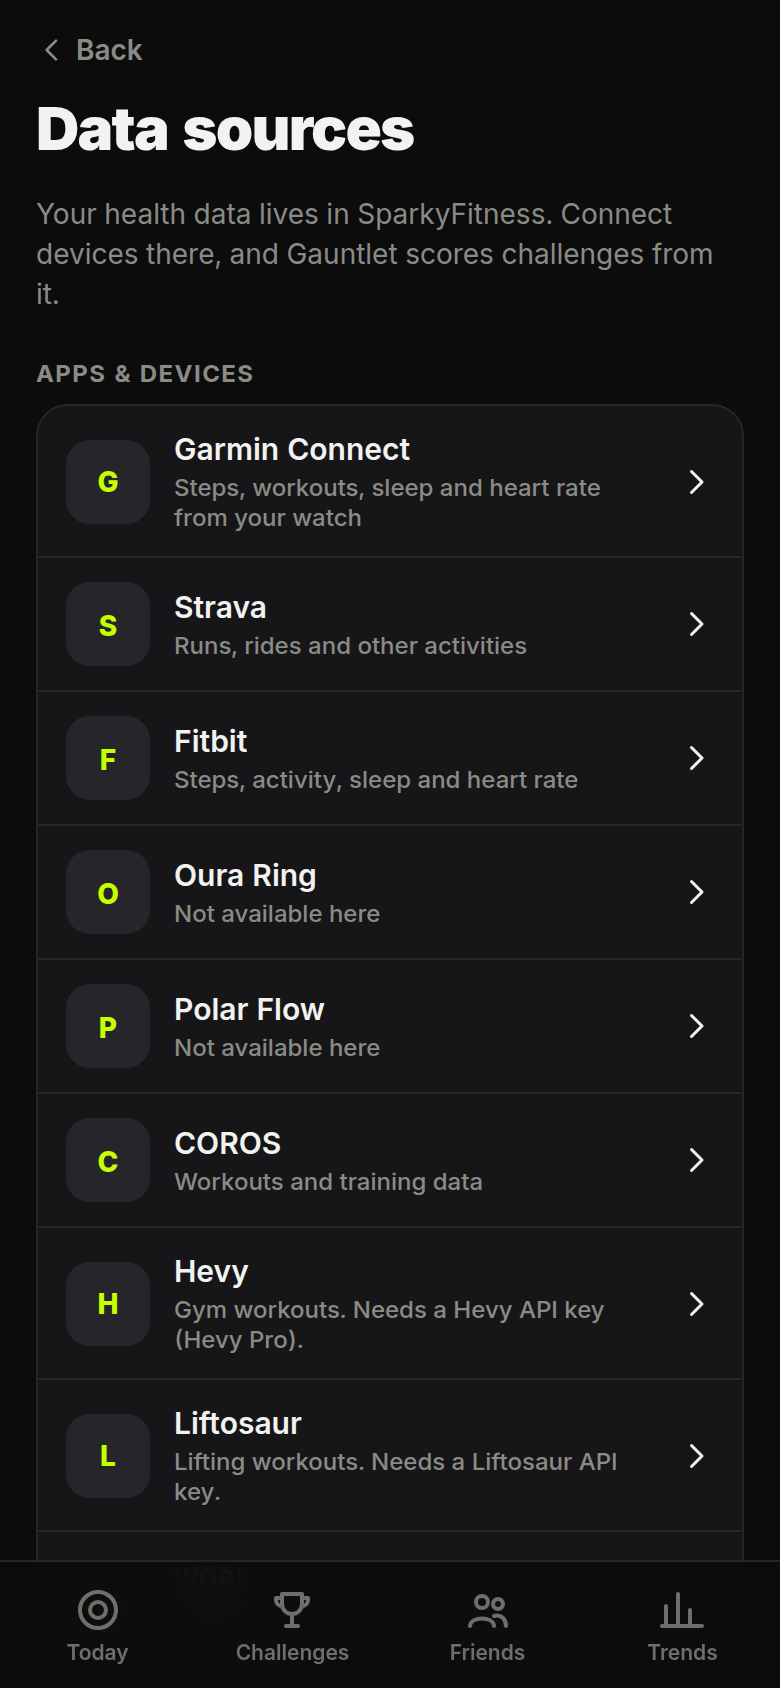 Back
Data sources
Your health data lives in SparkyFitness. Connect
devices there, and Gauntlet scores challenges from
it.
APPS & DEVICES
G
Garmin Connect
Steps, workouts, sleep and heart rate
from your watch
S
Strava
Runs, rides and other activities
F
Fitbit
Steps, activity, sleep and heart rate
O
Oura Ring
Not available here
P
Polar Flow
Not available here
C
COROS
Workouts and training data
H
Hevy
Gym workouts. Needs a Hevy API key
(Hevy Pro).
L
Liftosaur
Lifting workouts. Needs a Liftosaur API
key.
wger
Today
Challenges
Friends
Trends